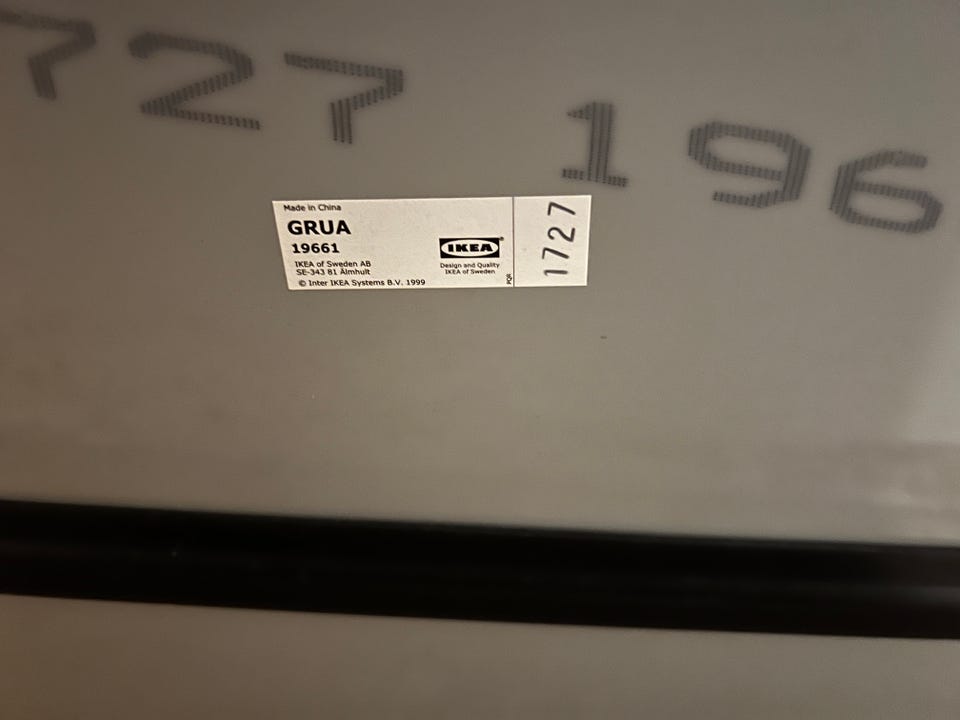 727 196
Made in China
GRUA
19661
IKEA of Sweden AB
SE-343 81 Älmhult
© Inter IKEA Systems B.V. 1999
IKEA®
Design and Quality
IKEA of Sweden
PQR
1727